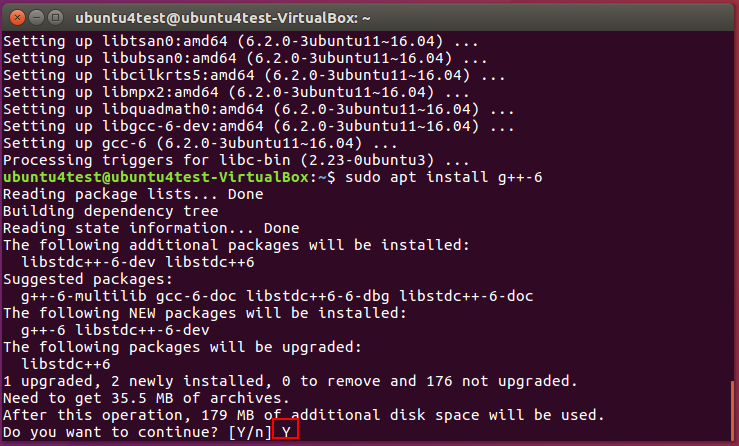 ubuntu4test@ubuntu4test-VirtualBox: ~
Setting up libtsan0:amd64 (6.2.0-3ubuntu11~16.04) ...
Setting up libubsan0:amd64 (6.2.0-3ubuntu11~16.04) ...
Setting up libcilkrts5:amd64 (6.2.0-3ubuntu11~16.04) ...
Setting up libmpx2:amd64 (6.2.0-3ubuntu11~16.04) ...
Setting up libquadmath0:amd64 (6.2.0-3ubuntu11~16.04) ...
Setting up libgcc-6-dev:amd64 (6.2.0-3ubuntu11~16.04) ...
Setting up gcc-6 (6.2.0-3ubuntu11~16.04) ...
Processing triggers for libc-bin (2.23-0ubuntu3) ...
ubuntu4test@ubuntu4test-VirtualBox:~$ sudo apt install g++-6
Reading package lists... Done
Building dependency tree
Reading state information... Done
The following additional packages will be installed:
  libstdc++-6-dev libstdc++6
Suggested packages:
  g++-6-multilib gcc-6-doc libstdc++6-6-dbg libstdc++-6-doc
The following NEW packages will be installed:
  g++-6 libstdc++-6-dev
The following packages will be upgraded:
  libstdc++6
1 upgraded, 2 newly installed, 0 to remove and 176 not upgraded.
Need to get 35.5 MB of archives.
After this operation, 179 MB of additional disk space will be used.
Do you want to continue? [Y/n] Y